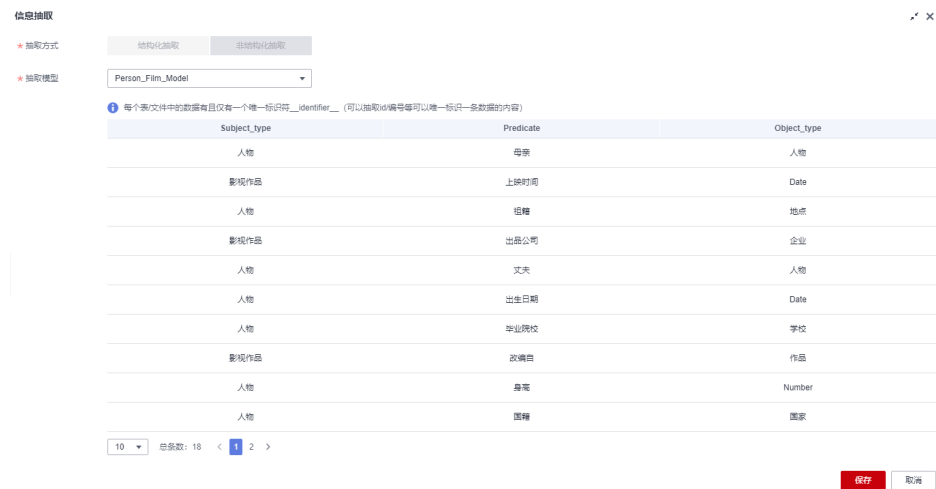 信息抽取
* 抽取方式 结构化抽取 非结构化抽取
* 抽取模型 Person_Film_Model
每个表/文件中的数据有且仅有一个唯一标识符__identifier__（可以抽取id/编号等可以唯一标识一条数据的内容）
Subject_type Predicate Object_type
人物 母亲 人物
影视作品 上映时间 Date
人物 祖籍 地点
影视作品 出品公司 企业
人物 丈夫 人物
人物 出生日期 Date
人物 毕业院校 学校
影视作品 改编自 作品
人物 身高 Number
人物 国籍 国家
10 总条数：18 < 1 2 >
保存 取消